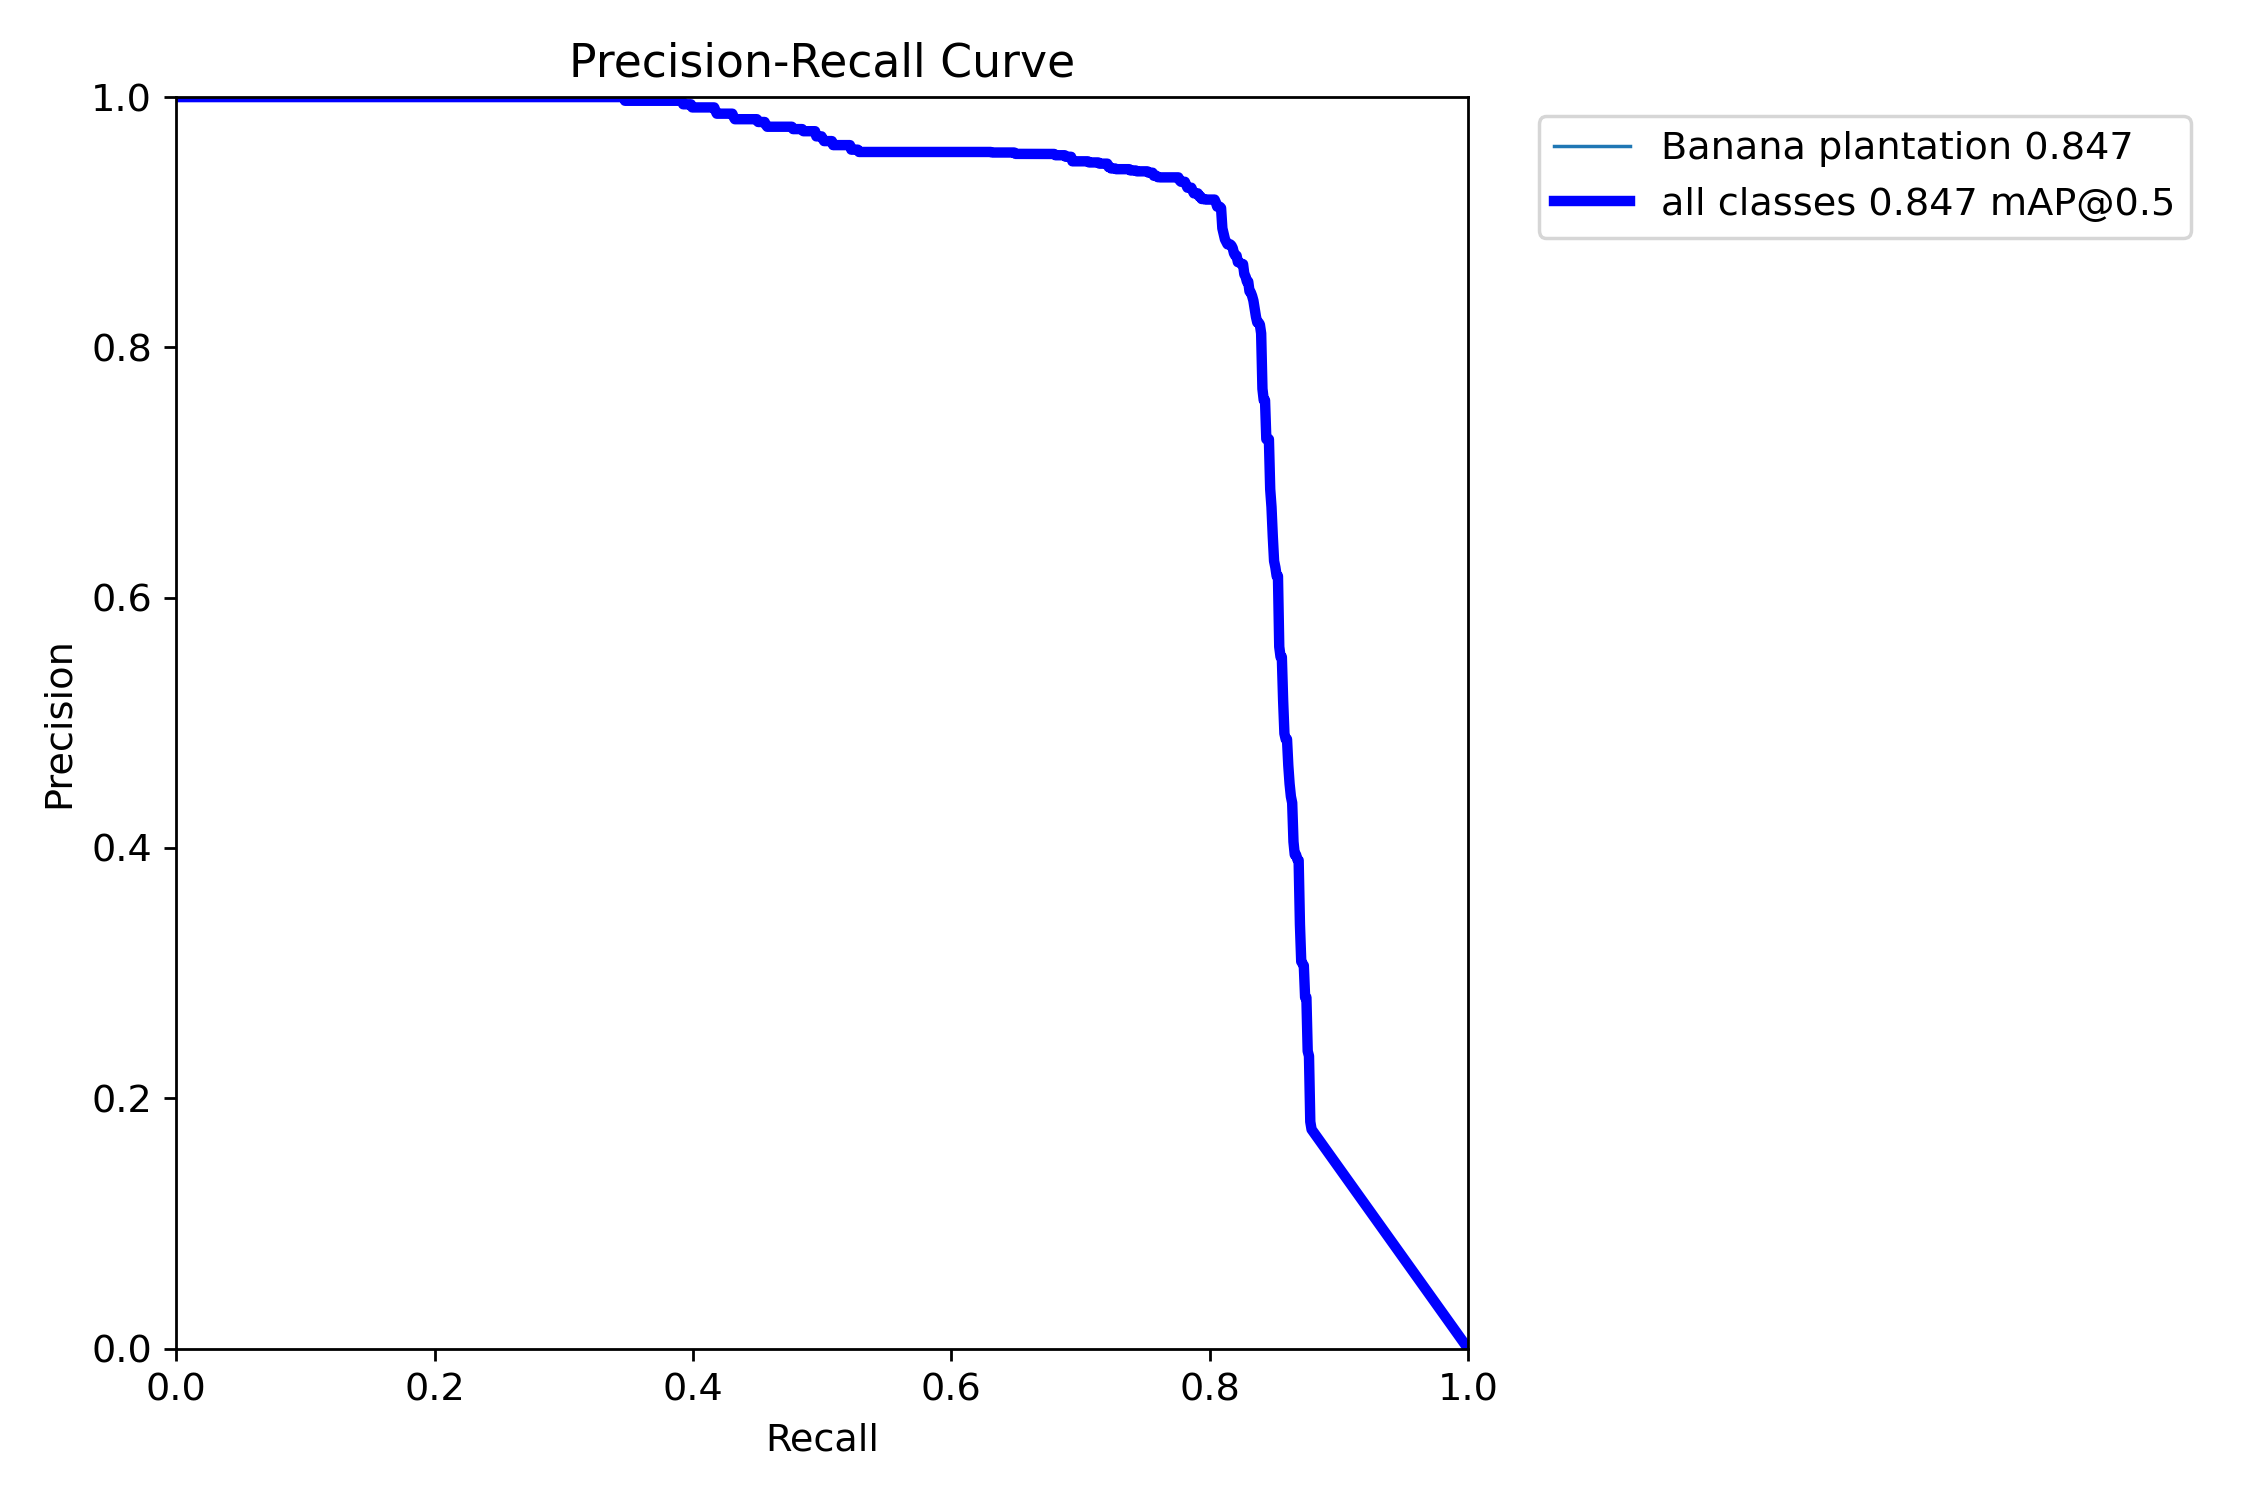 Precision-Recall Curve
Banana plantation 0.847
all classes 0.847 mAP@0.5
1.0
0.8
0.6
0.4
0.2
0.0
Precision
0.0 0.2 0.4 0.6 0.8 1.0
Recall